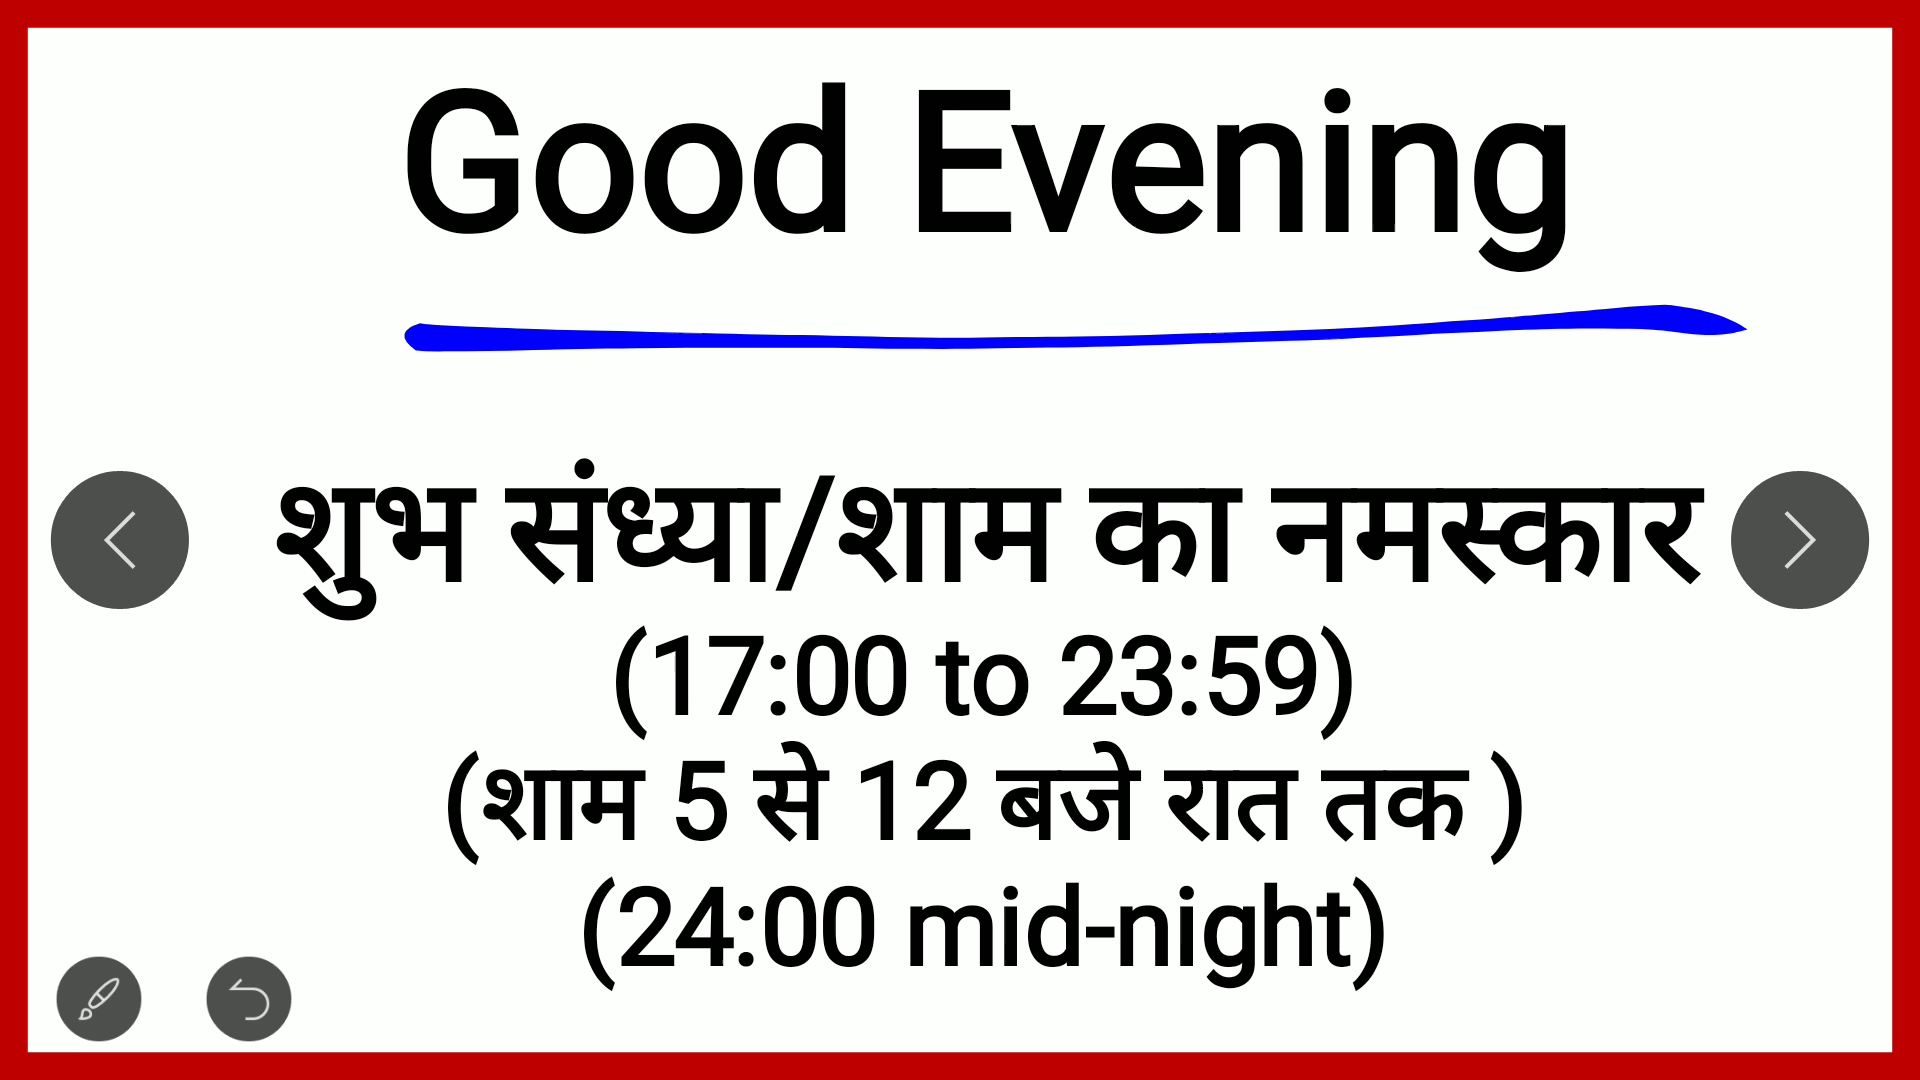 Good Evening
शुभ संध्या/शाम का नमस्कार
(17:00 to 23:59)
(शाम 5 से 12 बजे रात तक )
(24:00 mid-night)